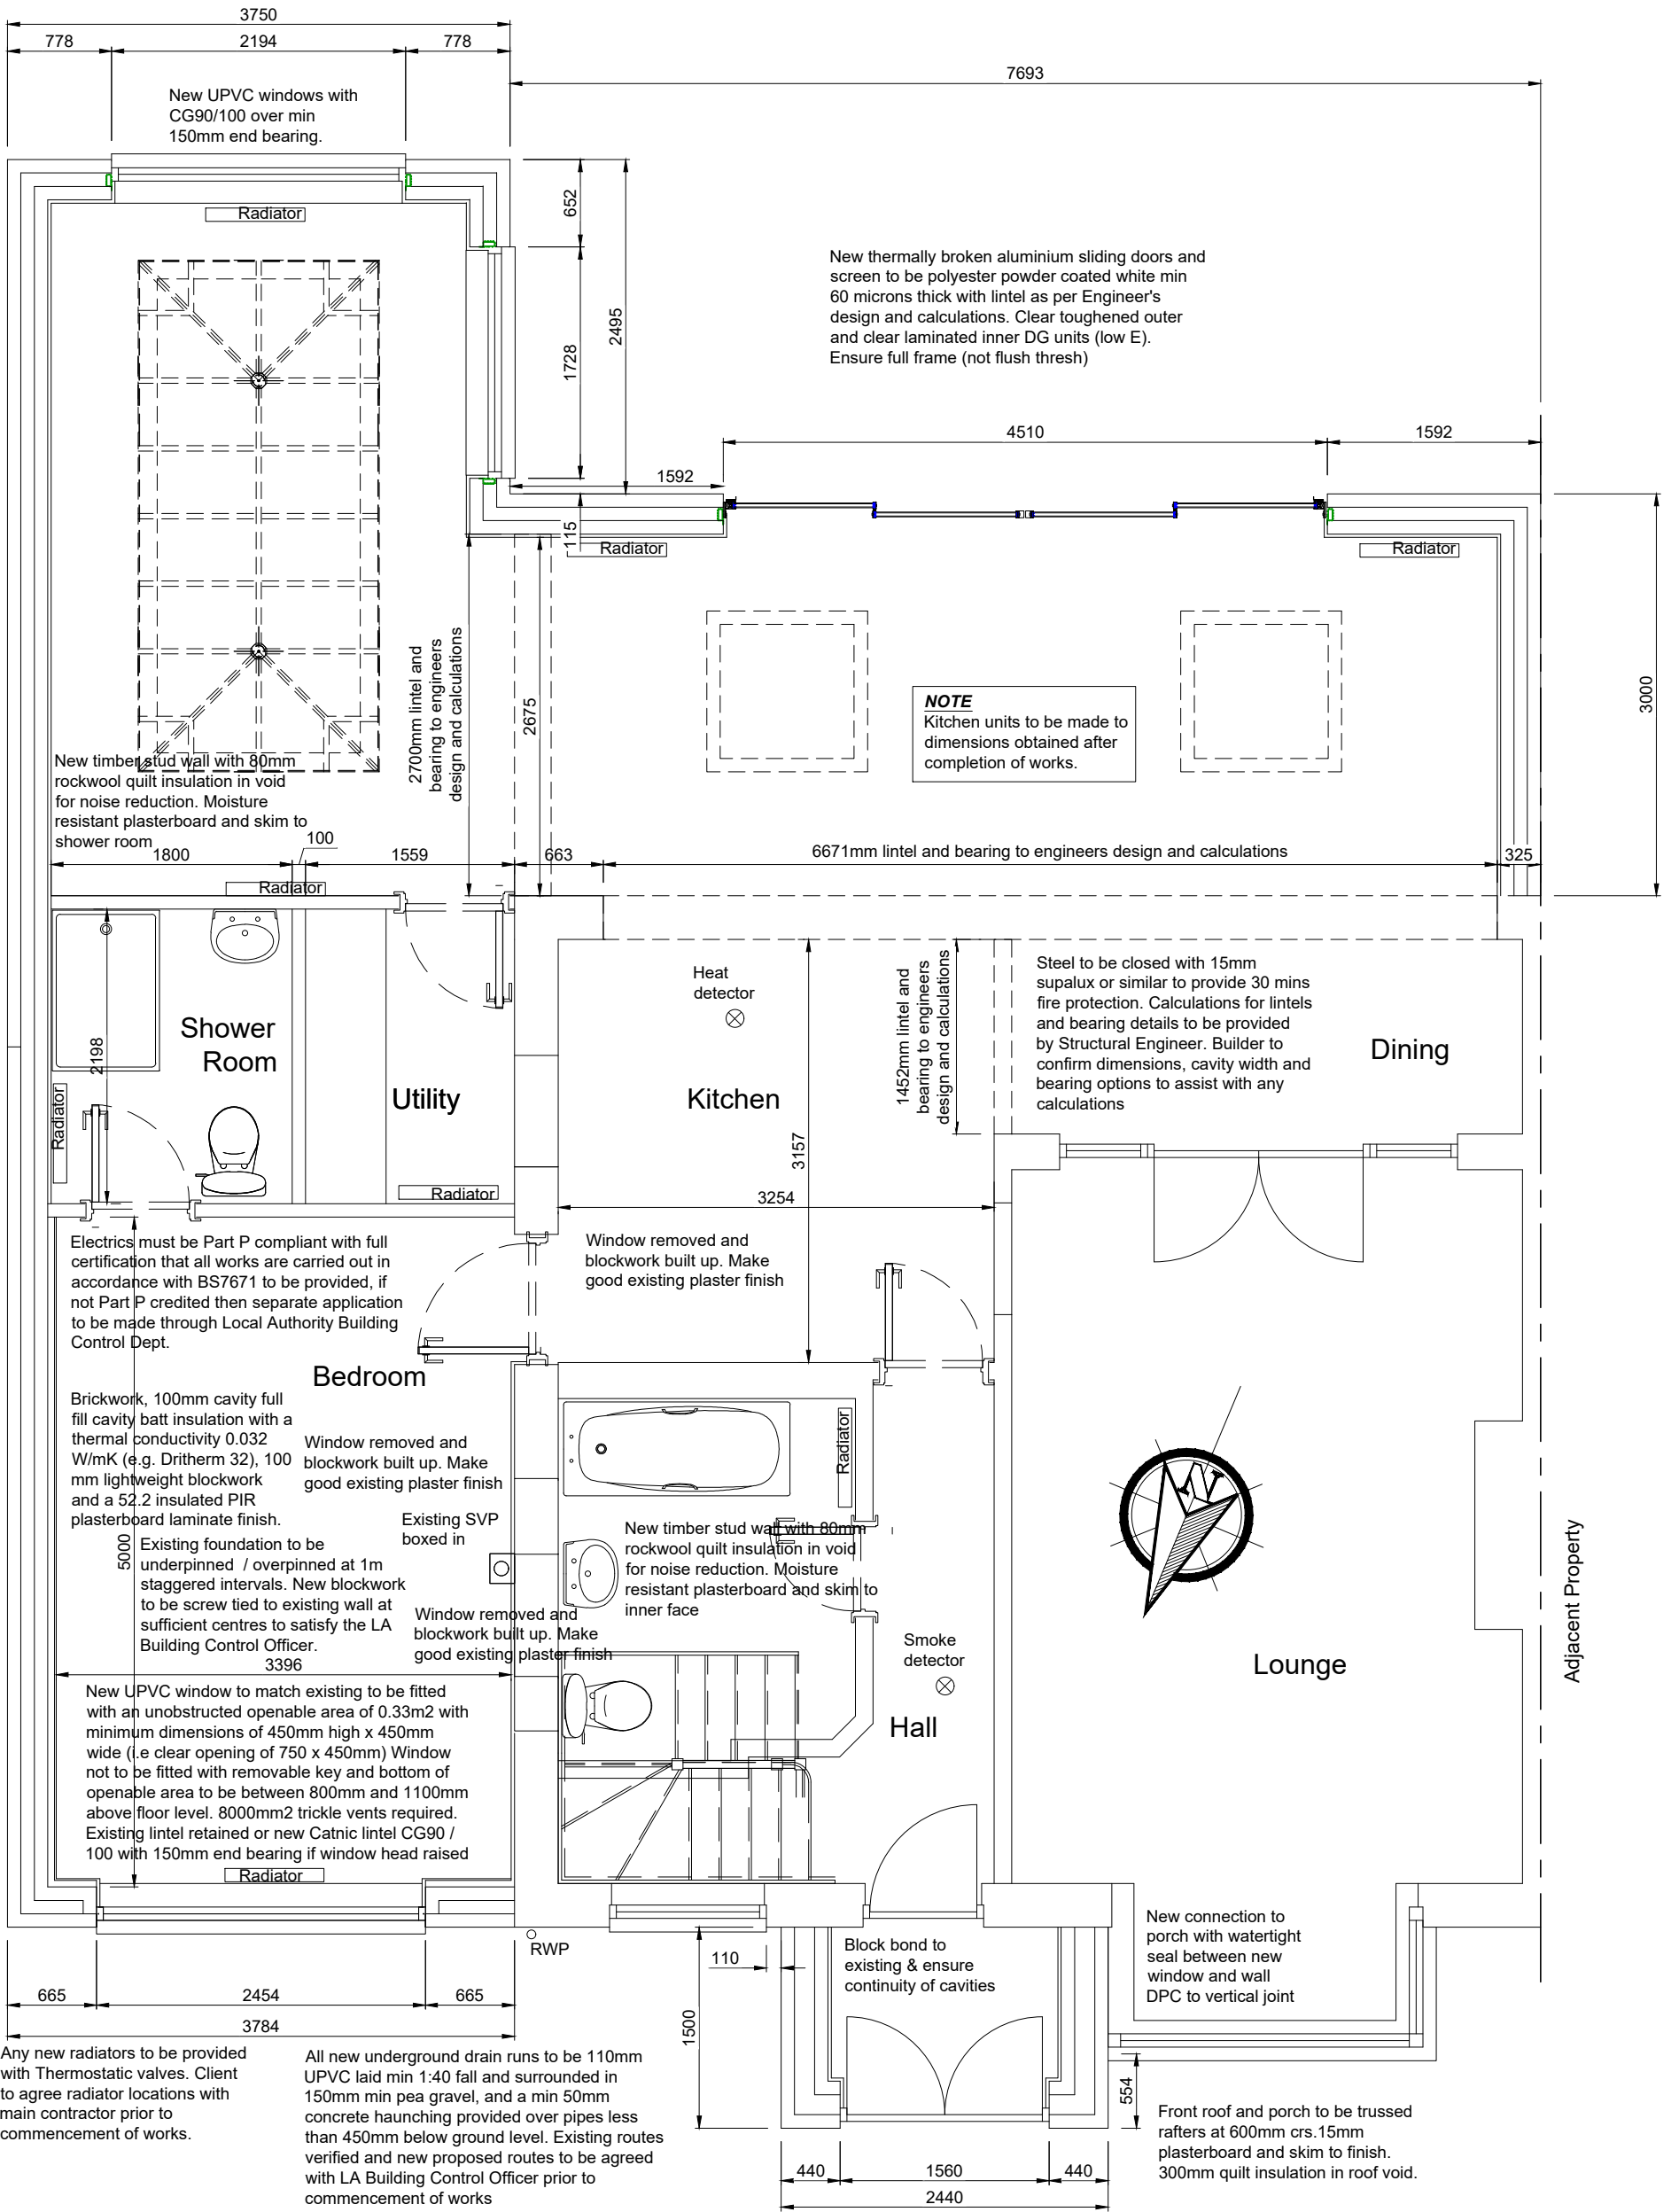 3750
778
2194
778
7693
New UPVC windows with
CG90/100 over min
150mm end bearing.
Radiator
652
2495
1728
115
New thermally broken aluminium sliding doors and
screen to be polyester powder coated white min
60 microns thick with lintel as per Engineer's
design and calculations. Clear toughened outer
and clear laminated inner DG units (low E).
Ensure full frame (not flush thresh)
4510
1592
1592
Radiator
Radiator
3000
2700mm lintel and
bearing to engineers
design and calculations
2675
NOTE
Kitchen units to be made to
dimensions obtained after
completion of works.
New timber stud wall with 80mm
rockwool quilt insulation in void
for noise reduction. Moisture
resistant plasterboard and skim to
shower room
100
1800
1559
663
6671mm lintel and bearing to engineers design and calculations
325
Radiator
Shower
Room
2198
Radiator
Utility
Radiator
Heat
detector
Kitchen
1452mm lintel and
bearing to engineers
design and calculations
3157
3254
Steel to be closed with 15mm
supalux or similar to provide 30 mins
fire protection. Calculations for lintels
and bearing details to be provided
by Structural Engineer. Builder to
confirm dimensions, cavity width and
bearing options to assist with any
calculations
Dining
Electrics must be Part P compliant with full
certification that all works are carried out in
accordance with BS7671 to be provided, if
not Part P credited then separate application
to be made through Local Authority Building
Control Dept.
Window removed and
blockwork built up. Make
good existing plaster finish
Bedroom
Brickwork, 100mm cavity full
fill cavity batt insulation with a
thermal conductivity 0.032
W/mK (e.g. Dritherm 32), 100
mm lightweight blockwork
and a 52.2 insulated PIR
plasterboard laminate finish.
Window removed and
blockwork built up. Make
good existing plaster finish
Existing SVP
boxed in
5000
Existing foundation to be
underpinned / overpinned at 1m
staggered intervals. New blockwork
to be screw tied to existing wall at
sufficient centres to satisfy the LA
Building Control Officer.
Window removed and
blockwork built up. Make
good existing plaster finish
3396
Radiator
New timber stud wall with 80mm
rockwool quilt insulation in void
for noise reduction. Moisture
resistant plasterboard and skim to
inner face
N
Smoke
detector
Hall
Lounge
Adjacent Property
New UPVC window to match existing to be fitted
with an unobstructed openable area of 0.33m2 with
minimum dimensions of 450mm high x 450mm
wide (i.e clear opening of 750 x 450mm) Window
not to be fitted with removable key and bottom of
openable area to be between 800mm and 1100mm
above floor level. 8000mm2 trickle vents required.
Existing lintel retained or new Catnic lintel CG90 /
100 with 150mm end bearing if window head raised
Radiator
RWP
110
Block bond to
existing & ensure
continuity of cavities
New connection to
porch with watertight
seal between new
window and wall
DPC to vertical joint
665
2454
665
3784
1500
554
Any new radiators to be provided
with Thermostatic valves. Client
to agree radiator locations with
main contractor prior to
commencement of works.
All new underground drain runs to be 110mm
UPVC laid min 1:40 fall and surrounded in
150mm min pea gravel, and a min 50mm
concrete haunching provided over pipes less
than 450mm below ground level. Existing routes
verified and new proposed routes to be agreed
with LA Building Control Officer prior to
commencement of works
440
1560
440
2440
Front roof and porch to be trussed
rafters at 600mm crs.15mm
plasterboard and skim to finish.
300mm quilt insulation in roof void.